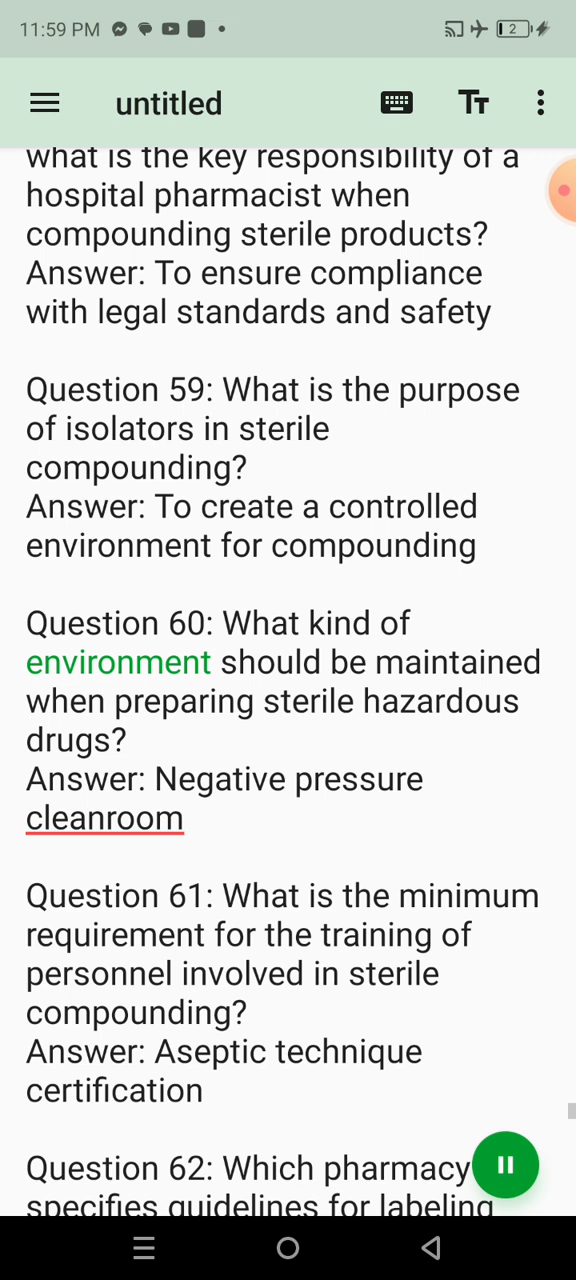 11:59 PM
2
untitled
what is the key responsibility of a
hospital pharmacist when
compounding sterile products?
Answer: To ensure compliance
with legal standards and safety
Question 59: What is the purpose
of isolators in sterile
compounding?
Answer: To create a controlled
environment for compounding
Question 60: What kind of
environment should be maintained
when preparing sterile hazardous
drugs?
Answer: Negative pressure
cleanroom
Question 61: What is the minimum
requirement for the training of
personnel involved in sterile
compounding?
Answer: Aseptic technique
certification
Question 62: Which pharmacy
specifies guidelines for labeling